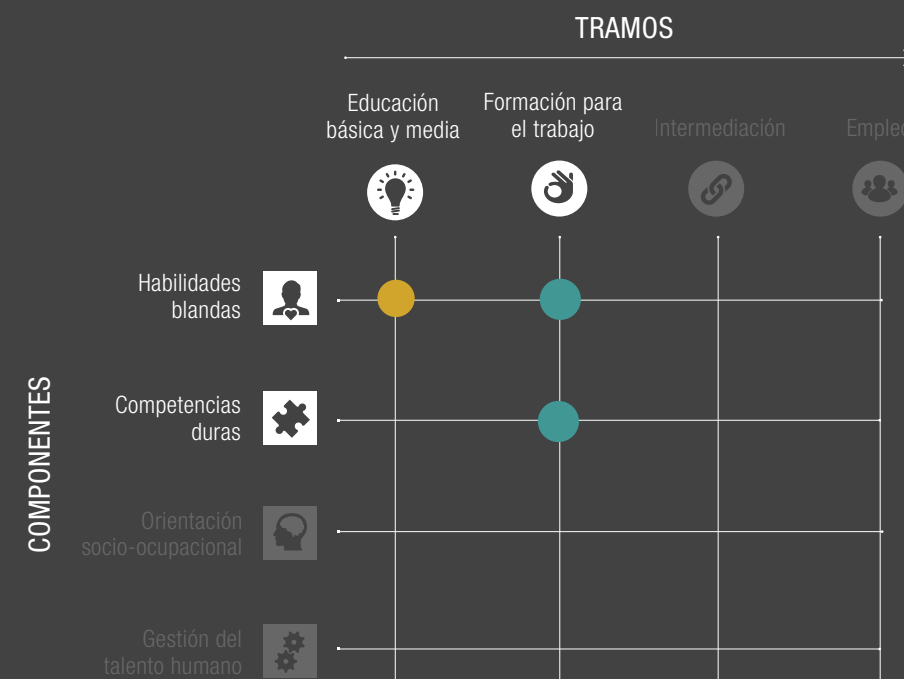 TRAMOS
Educación
básica y media
Formación para
el trabajo
Intermediación
COMPONENTES
Habilidades
blandas
Competencias
duras
Orientación
socio-ocupacional
Gestión del
talento humano